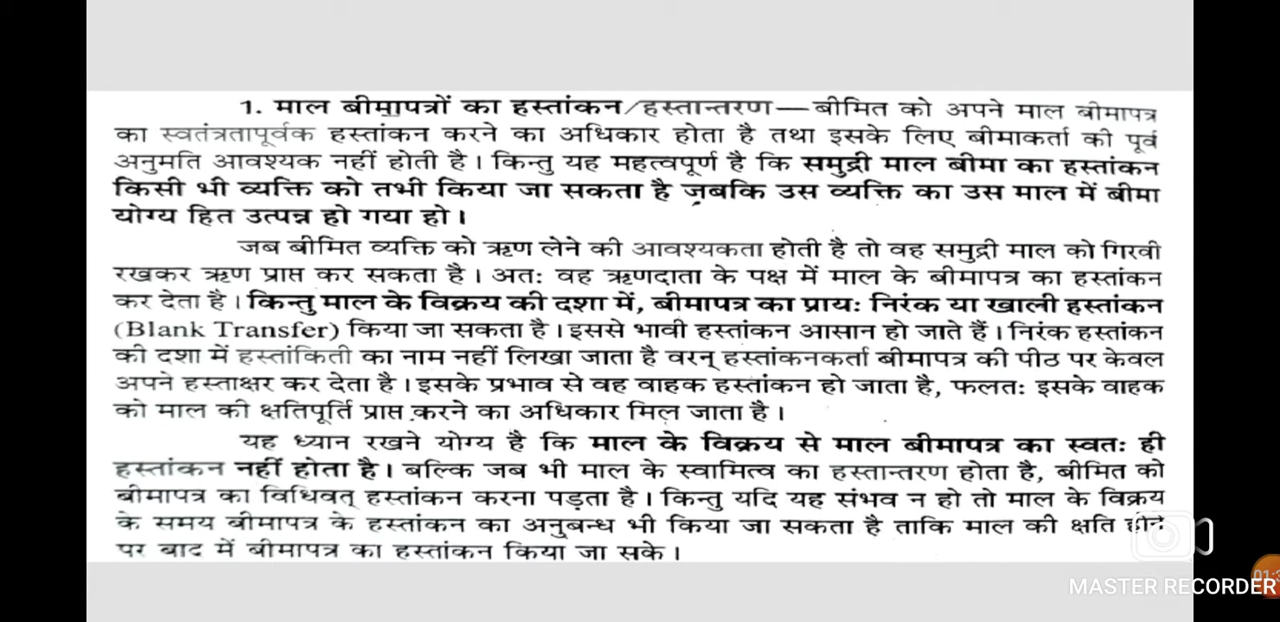 1. माल बीमापत्रों का हस्तांकन/हस्तान्तरण—बीमित को अपने माल बीमापत्र
का स्वतंत्रतापूर्वक हस्तांकन करने का अधिकार होता है तथा इसके लिए बीमाकर्ता की पूर्व
अनुमति आवश्यक नहीं होती है। किन्तु यह महत्वपूर्ण है कि समुद्री माल बीमा का हस्तांकन
किसी भी व्यक्ति को तभी किया जा सकता है जबकि उस व्यक्ति का उस माल में बीमा
योग्य हित उत्पन्न हो गया हो।
जब बीमित व्यक्ति को ऋण लेने की आवश्यकता होती है तो वह समुद्री माल को गिरवी
रखकर ऋण प्राप्त कर सकता है। अतः वह ऋणदाता के पक्ष में माल के बीमापत्र का हस्तांकन
कर देता है। किन्तु माल के विक्रय की दशा में, बीमापत्र का प्रायः निरंक या खाली हस्तांकन
(Blank Transfer) किया जा सकता है। इससे भावी हस्तांकन आसान हो जाते हैं। निरंक हस्तांकन
की दशा में हस्तांकिती का नाम नहीं लिखा जाता है वरन् हस्तांकनकर्ता बीमापत्र की पीठ पर केवल
अपने हस्ताक्षर कर देता है। इसके प्रभाव से वह वाहक हस्तांकन हो जाता है, फलतः इसके वाहक
को माल की क्षतिपूर्ति प्राप्त करने का अधिकार मिल जाता है।
यह ध्यान रखने योग्य है कि माल के विक्रय से माल बीमापत्र का स्वतः ही
हस्तांकन नहीं होता है। बल्कि जब भी माल के स्वामित्व का हस्तान्तरण होता है, बीमित को
बीमापत्र का विधिवत् हस्तांकन करना पड़ता है। किन्तु यदि यह संभव न हो तो माल के विक्रय
के समय बीमापत्र के हस्तांकन का अनुबन्ध भी किया जा सकता है ताकि माल की क्षति होने
पर बाद में बीमापत्र का हस्तांकन किया जा सके।
MASTER RECORDER